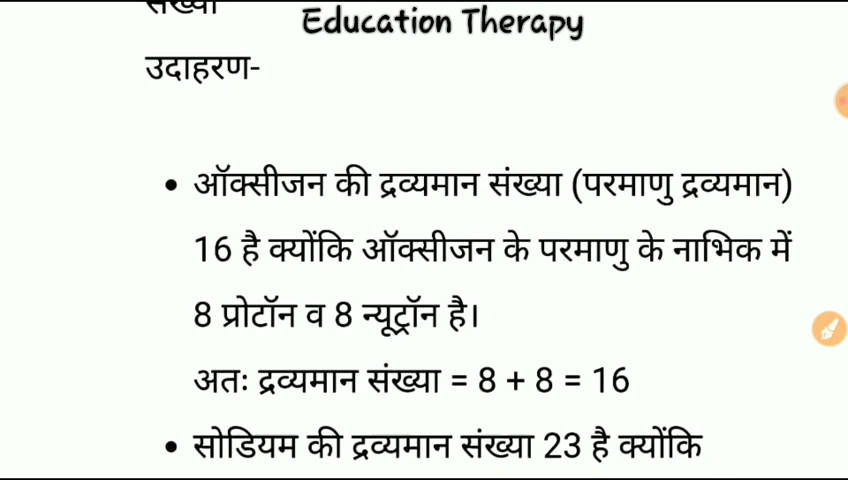 संख्या
Education Therapy
उदाहरण-
• ऑक्सीजन की द्रव्यमान संख्या (परमाणु द्रव्यमान)
16 है क्योंकि ऑक्सीजन के परमाणु के नाभिक में
8 प्रोटॉन व 8 न्यूट्रॉन है।
अतः द्रव्यमान संख्या = 8 + 8 = 16
• सोडियम की द्रव्यमान संख्या 23 है क्योंकि